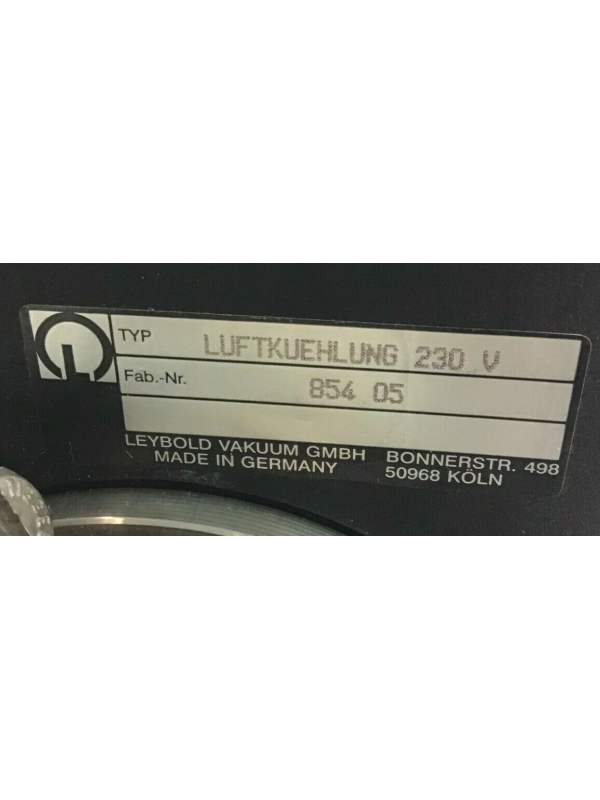 TYP LUFTKUEHLUNG 230 V
Fab.-Nr. 854 05
LEYBOLD VAKUUM GMBH BONNERSTR. 498
MADE IN GERMANY 50968 KÖLN